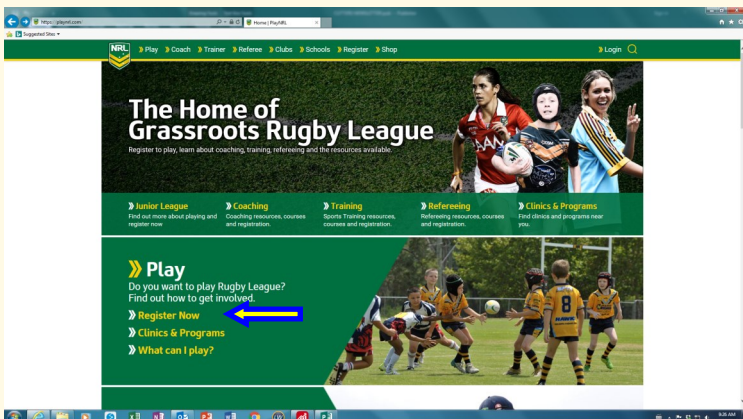 https://playnrl.com/
Home | PlayNRL
Suggested Sites
NRL
Play Coach Trainer Referee Clubs Schools Register Shop
Login
The Home of
Grassroots Rugby League
Register to play, learn about coaching, training, refereeing and the resources available.
Junior League
Find out more about playing and
register now
Coaching
Coaching resources, courses
and registration.
Training
Sports Training resources,
courses and registration.
Refereeing
Refereeing resources, courses
and registration.
Clinics & Programs
Find clinics and programs near
you.
Play
Do you want to play Rugby League?
Find out how to get involved.
Register Now
Clinics & Programs
What can I play?
8
9:26 AM